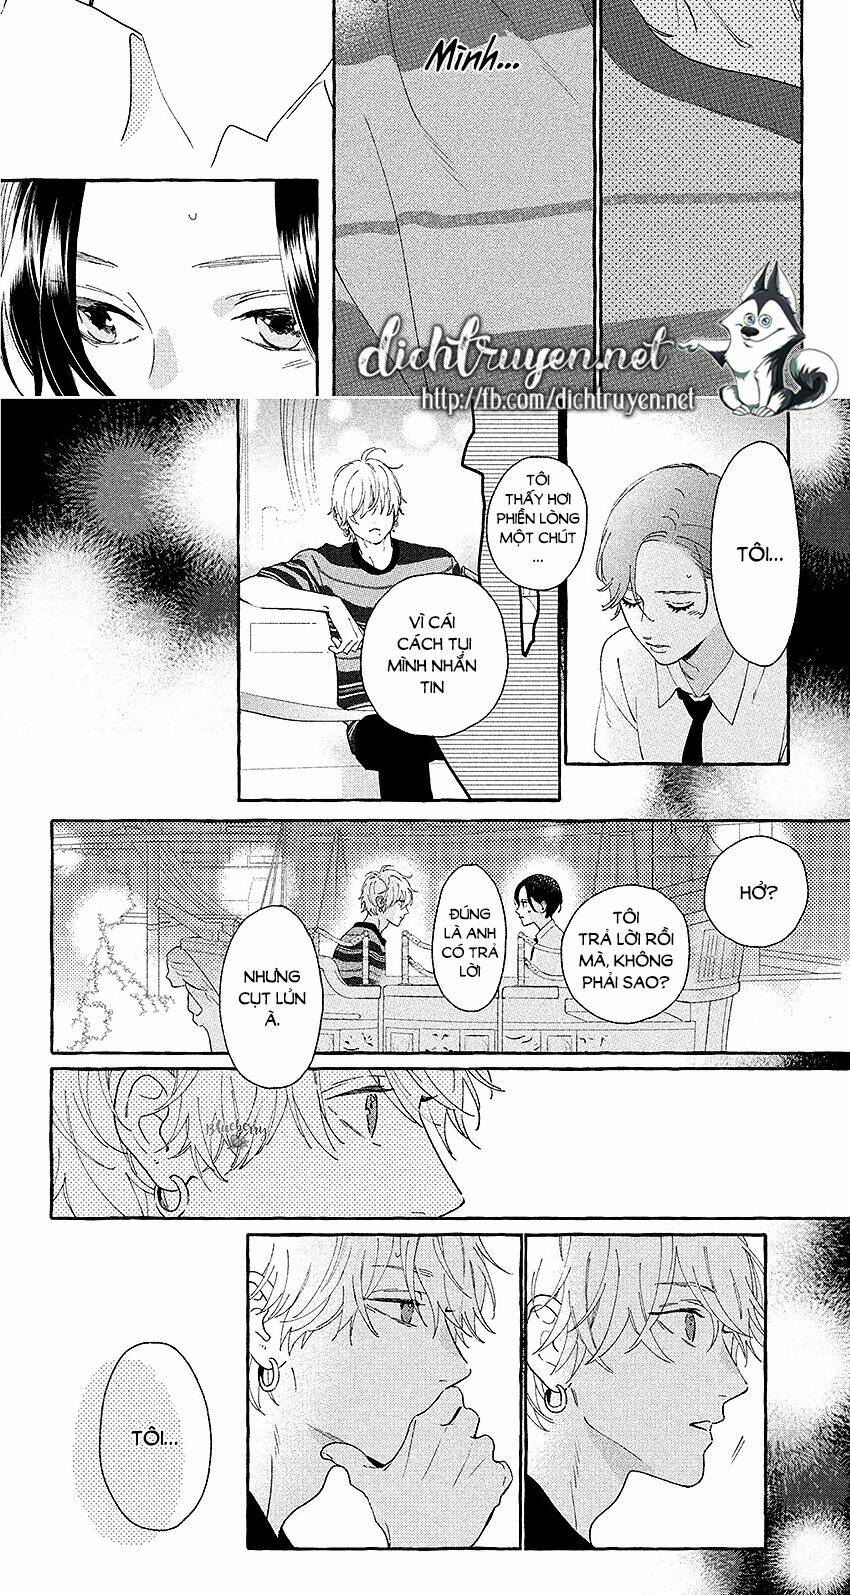 Mình...
dichtruyen.net
http://fb.com/dichtruyen.net
TÔI...
TÔI
THẤY HƠI
PHIỀN LÒNG
MỘT CHÚT
...
VÌ CÁI
CÁCH TỤI
MÌNH NHẮN
TIN
HỞ?
TÔI
TRẢ LỜI RỒI
MÀ, KHÔNG
PHẢI SAO?
ĐÚNG
LÀ ANH
CÓ TRẢ
LỜI
NHƯNG
CỤT LỦN
À.
Blueberry
TÔI...